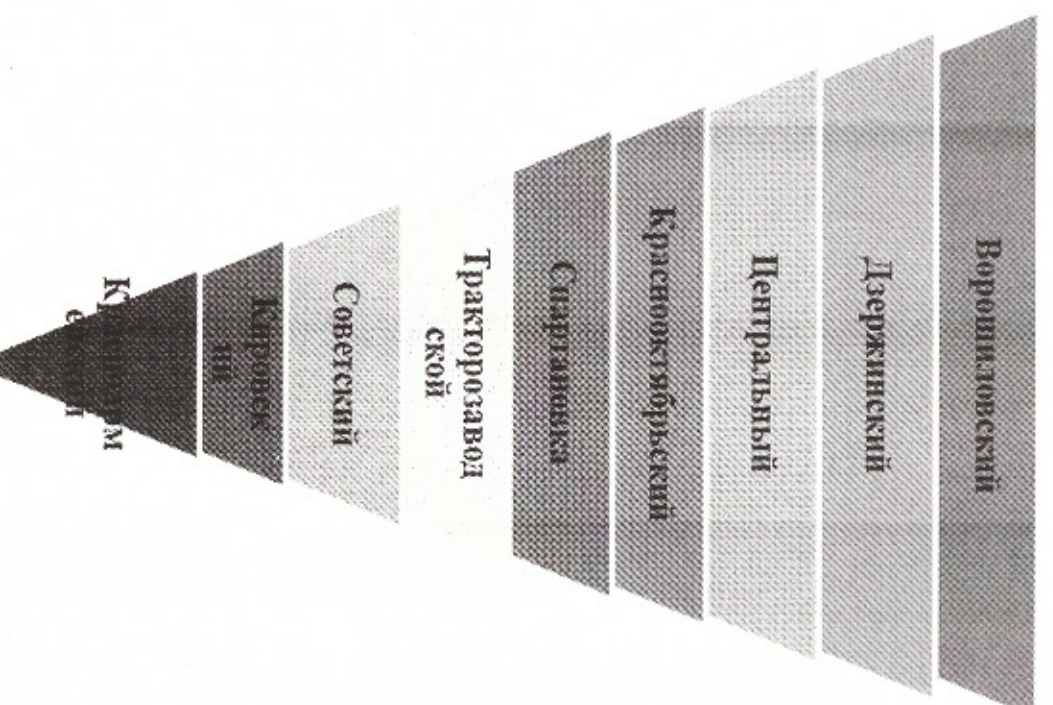 Ворошиловский
Дзержинский
Центральный
Краснооктябрьский
Спартановка
Тракторозавод
ской
Советский
Кировск
ий